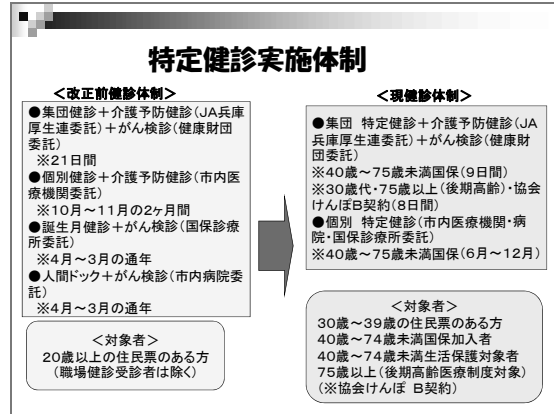 特定健診実施体制
＜改正前健診体制＞
●集団健診＋介護予防健診（JA兵庫
厚生連委託）＋がん検診（健康財団
委託）
※21日間
●個別健診＋介護予防健診（市内医
療機関委託）
※10月～11月の2ヶ月間
●誕生月健診＋がん検診（国保診療
所委託）
※4月～3月の通年
●人間ドック＋がん検診（市内病院委
託）
※4月～3月の通年
＜対象者＞
20歳以上の住民票のある方
（職場健診受診者は除く）
＜現健診体制＞
●集団 特定健診＋介護予防健診（JA
兵庫厚生連委託）＋がん検診（健康財
団委託）
※40歳～75歳未満国保（9日間）
※30歳代・75歳以上（後期高齢）・協会
けんぽB契約（8日間）
●個別 特定健診（市内医療機関・病
院・国保診療所委託）
※40歳～75歳未満国保（6月～12月）
＜対象者＞
30歳～39歳の住民票のある方
40歳～74歳未満国保加入者
40歳～74歳未満生活保護対象者
75歳以上（後期高齢医療制度対象）
（※協会けんぽ B契約）